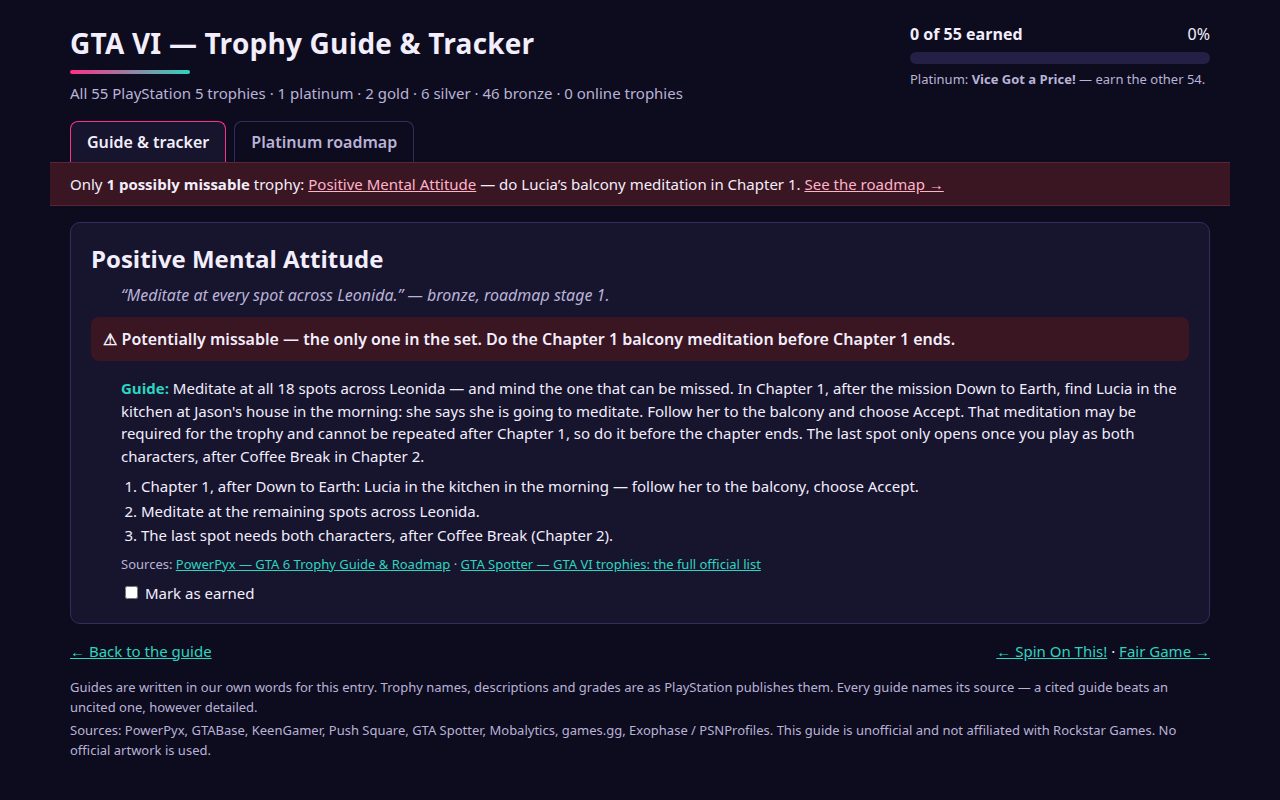 GTA VI — Trophy Guide & Tracker
0 of 55 earned 0%
Platinum: Vice Got a Price! — earn the other 54.
All 55 PlayStation 5 trophies · 1 platinum · 2 gold · 6 silver · 46 bronze · 0 online trophies
Guide & tracker Platinum roadmap
Only 1 possibly missable trophy: Positive Mental Attitude — do Lucia’s balcony meditation in Chapter 1. See the roadmap →
Positive Mental Attitude
“Meditate at every spot across Leonida.” — bronze, roadmap stage 1.
⚠ Potentially missable — the only one in the set. Do the Chapter 1 balcony meditation before Chapter 1 ends.
Guide: Meditate at all 18 spots across Leonida — and mind the one that can be missed. In Chapter 1, after the mission Down to Earth, find Lucia in the
kitchen at Jason's house in the morning: she says she is going to meditate. Follow her to the balcony and choose Accept. That meditation may be
required for the trophy and cannot be repeated after Chapter 1, so do it before the chapter ends. The last spot only opens once you play as both
characters, after Coffee Break in Chapter 2.
1. Chapter 1, after Down to Earth: Lucia in the kitchen in the morning — follow her to the balcony, choose Accept.
2. Meditate at the remaining spots across Leonida.
3. The last spot needs both characters, after Coffee Break (Chapter 2).
Sources: PowerPyx — GTA 6 Trophy Guide & Roadmap · GTA Spotter — GTA VI trophies: the full official list
Mark as earned
← Back to the guide ← Spin On This! · Fair Game →
Guides are written in our own words for this entry. Trophy names, descriptions and grades are as PlayStation publishes them. Every guide names its source — a cited guide beats an
uncited one, however detailed.
Sources: PowerPyx, GTABase, KeenGamer, Push Square, GTA Spotter, Mobalytics, games.gg, Exophase / PSNProfiles. This guide is unofficial and not affiliated with Rockstar Games. No
official artwork is used.